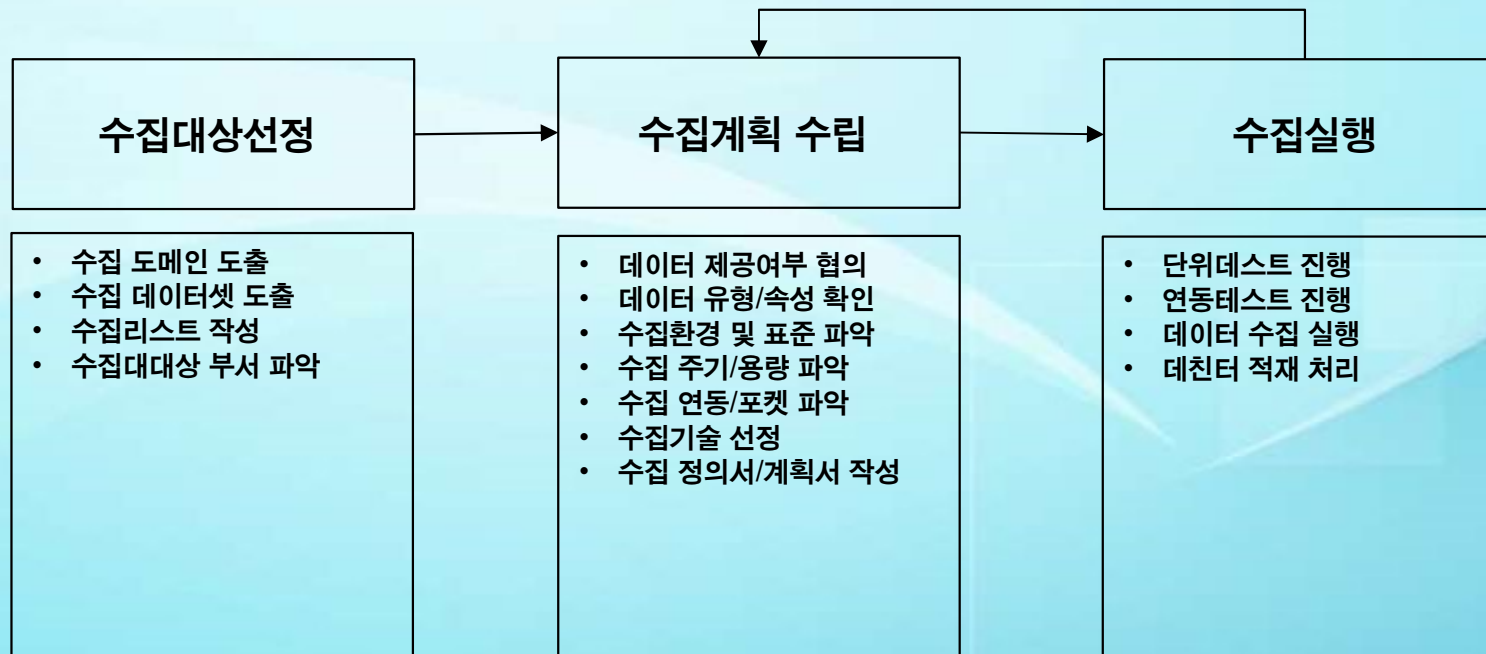 수집대상선정
• 수집 도메인 도출
• 수집 데이터셋 도출
• 수집리스트 작성
• 수집대대상 부서 파악
수집계획 수립
• 데이터 제공여부 협의
• 데이터 유형/속성 확인
• 수집환경 및 표준 파악
• 수집 주기/용량 파악
• 수집 연동/포켓 파악
• 수집기술 선정
• 수집 정의서/계획서 작성
수집실행
• 단위데스트 진행
• 연동테스트 진행
• 데이터 수집 실행
• 데친터 적재 처리